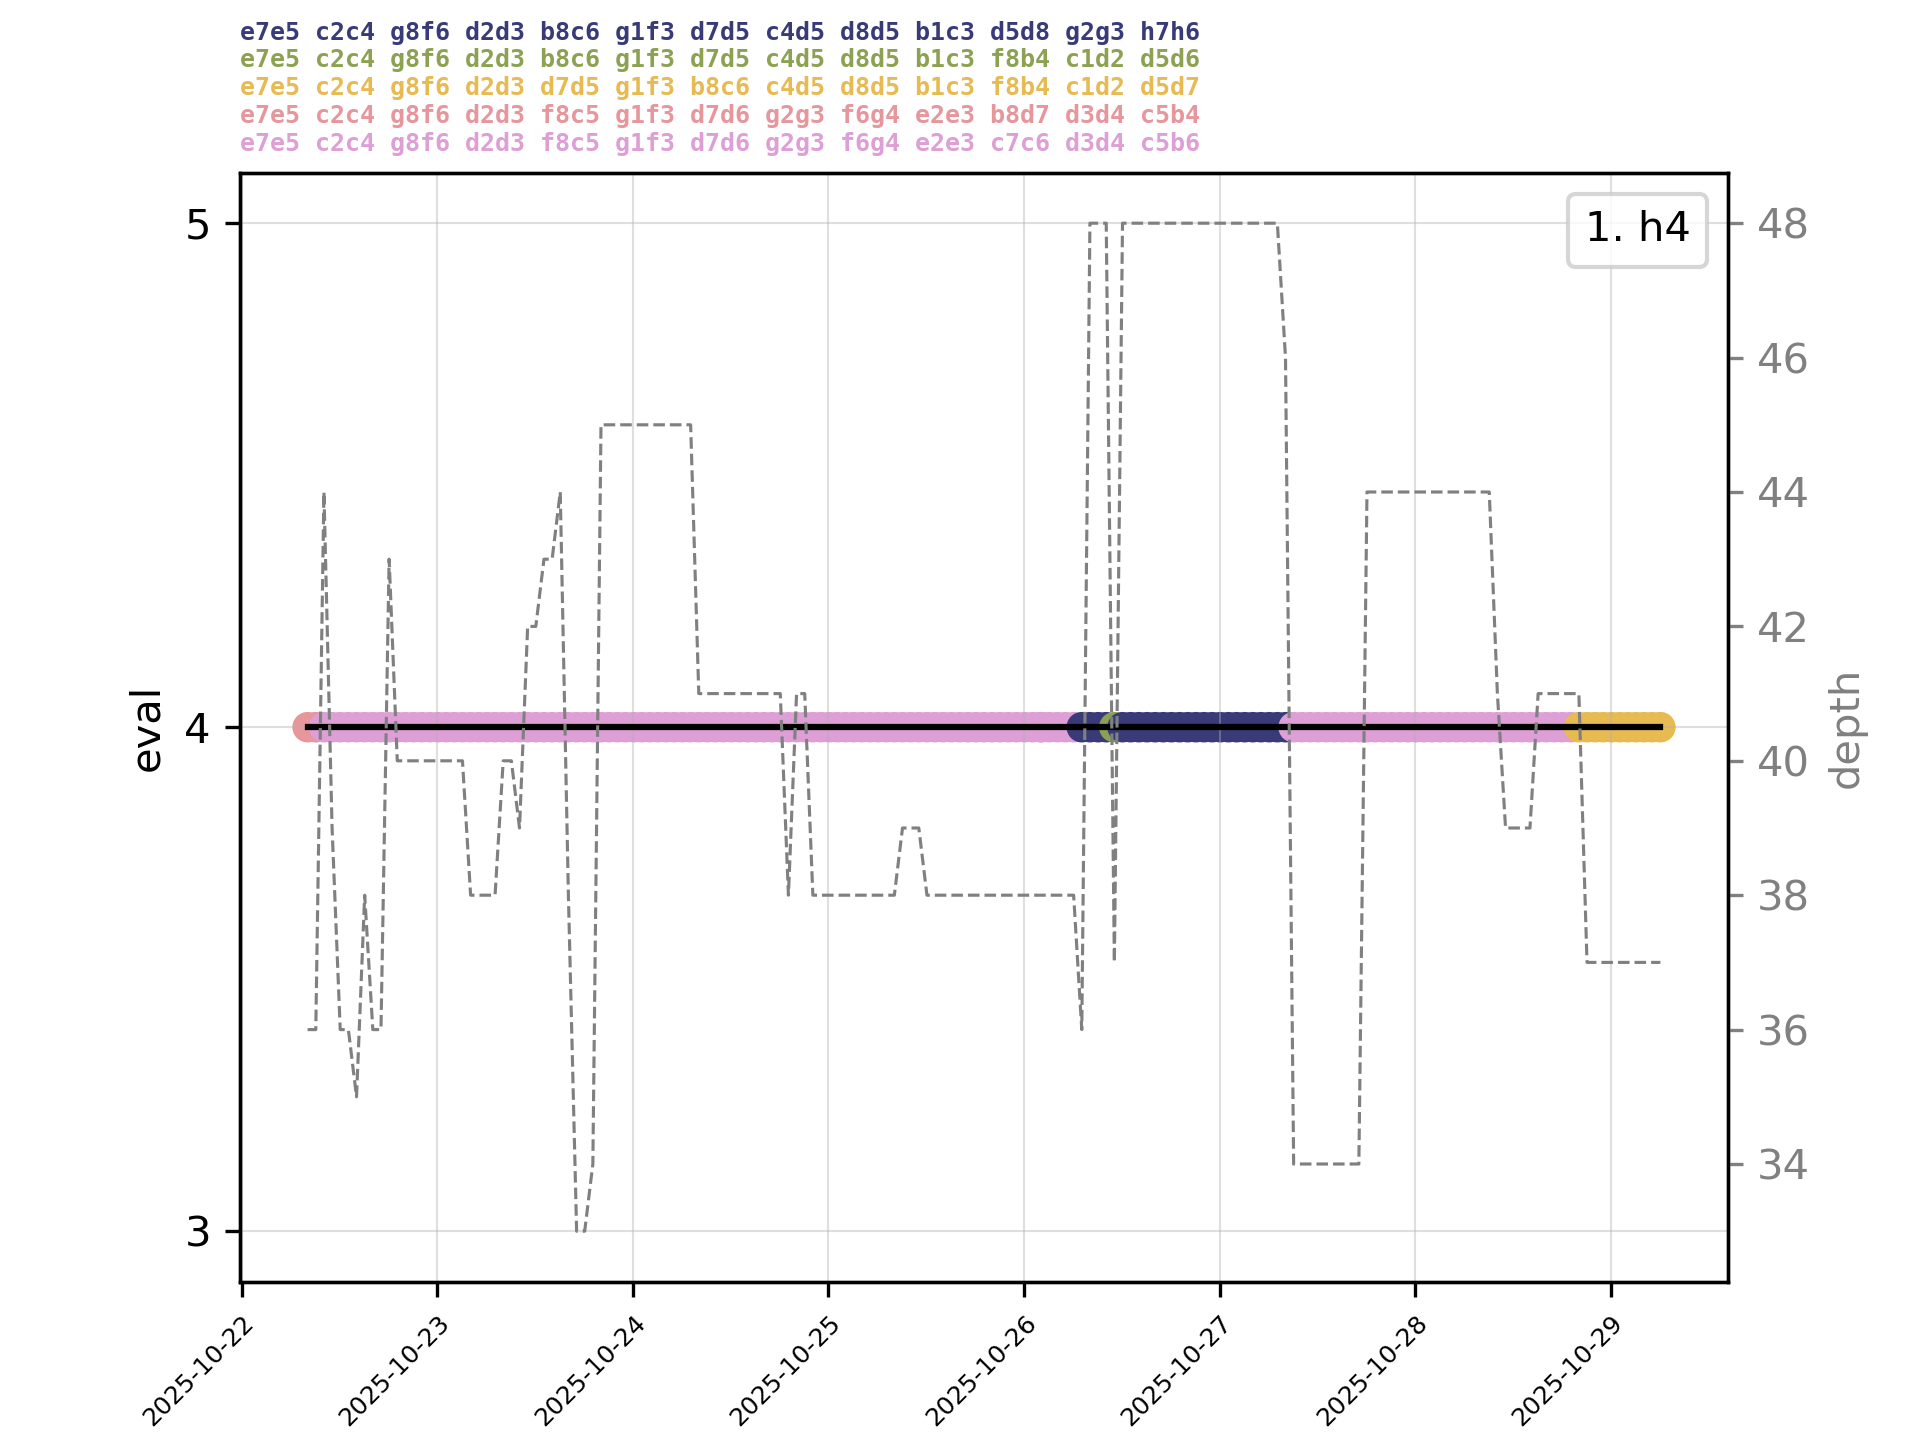 e7e5 c2c4 g8f6 d2d3 b8c6 g1f3 d7d5 c4d5 d8d5 b1c3 d5d8 g2g3 h7h6
e7e5 c2c4 g8f6 d2d3 b8c6 g1f3 d7d5 c4d5 d8d5 b1c3 f8b4 c1d2 d5d6
e7e5 c2c4 g8f6 d2d3 d7d5 g1f3 b8c6 c4d5 d8d5 b1c3 f8b4 c1d2 d5d7
e7e5 c2c4 g8f6 d2d3 f8c5 g1f3 d7d6 g2g3 f6g4 e2e3 b8d7 d3d4 c5b4
e7e5 c2c4 g8f6 d2d3 f8c5 g1f3 d7d6 g2g3 f6g4 e2e3 c7c6 d3d4 c5b6
1. h4
5
4
3
eval
48
46
44
42
40
38
36
34
depth
2025-10-22
2025-10-23
2025-10-24
2025-10-25
2025-10-26
2025-10-27
2025-10-28
2025-10-29